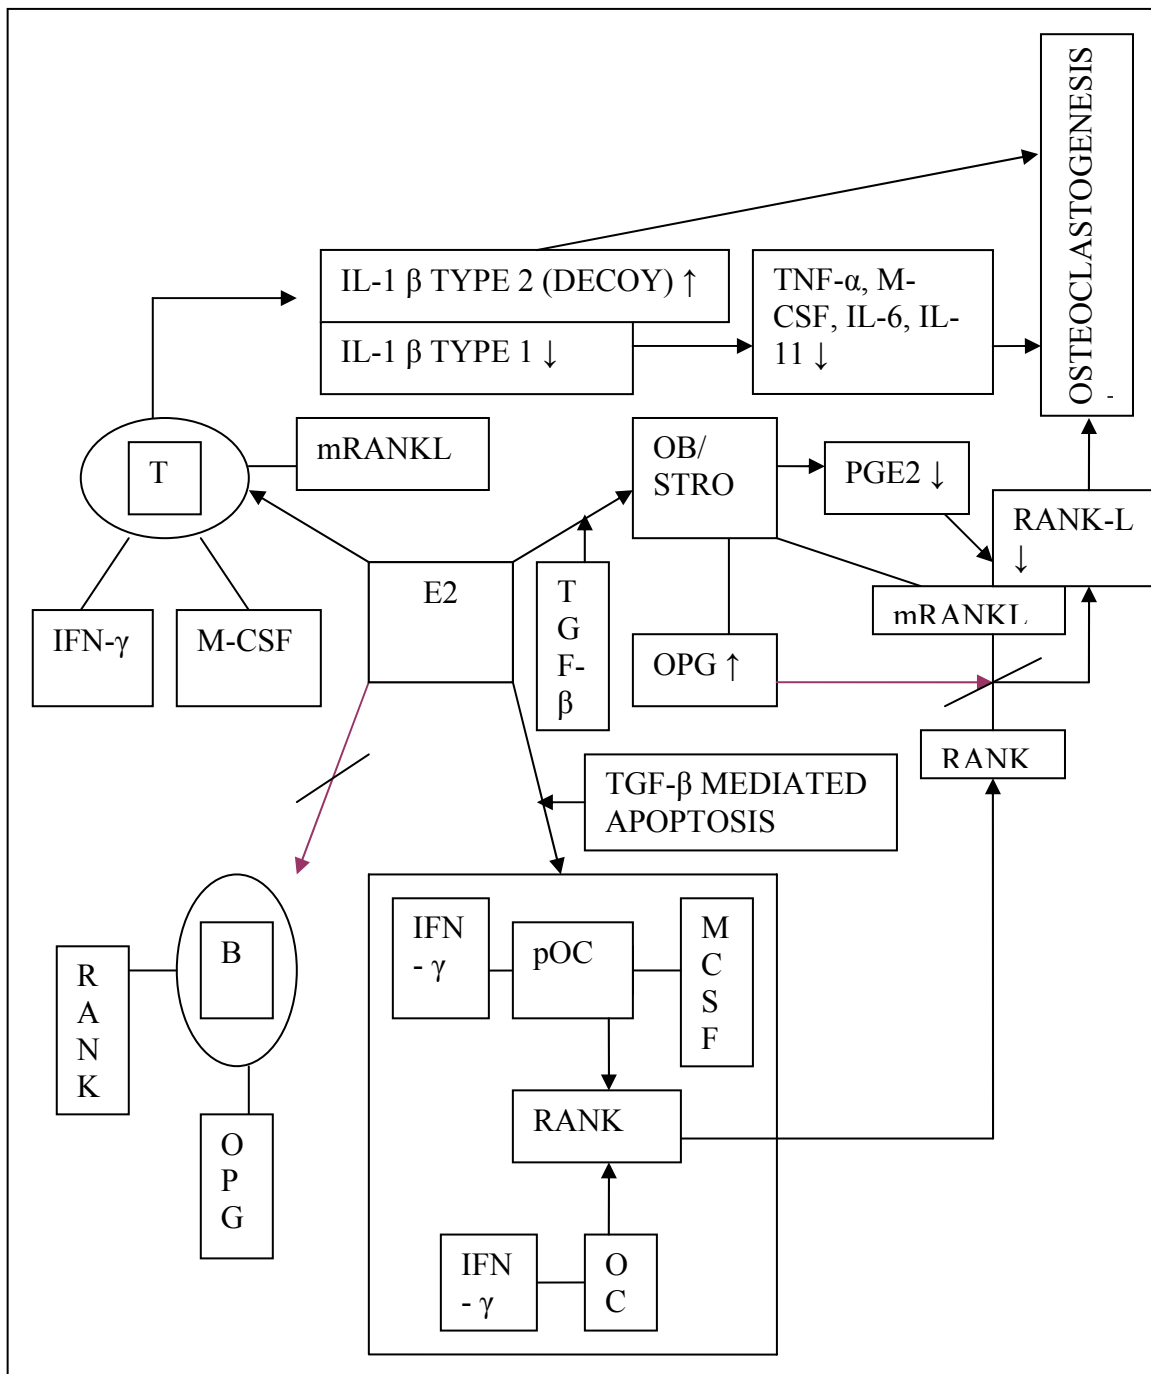 OSTEOCLASTOGENESIS
-
IL-1 β TYPE 2 (DECOY) ↑
IL-1 β TYPE 1 ↓
TNF-α, M-
CSF, IL-6, IL-
11 ↓
T
mRANKL
OB/
STRO
PGE2 ↓
RANK-L
↓
mRANKL
IFN-γ
M-CSF
E2
T
G
F-
β
OPG ↑
RANK
TGF-β MEDIATED
APOPTOSIS
B
R
A
N
K
O
P
G
IFN
- γ
pOC
M
C
S
F
RANK
IFN
- γ
O
C